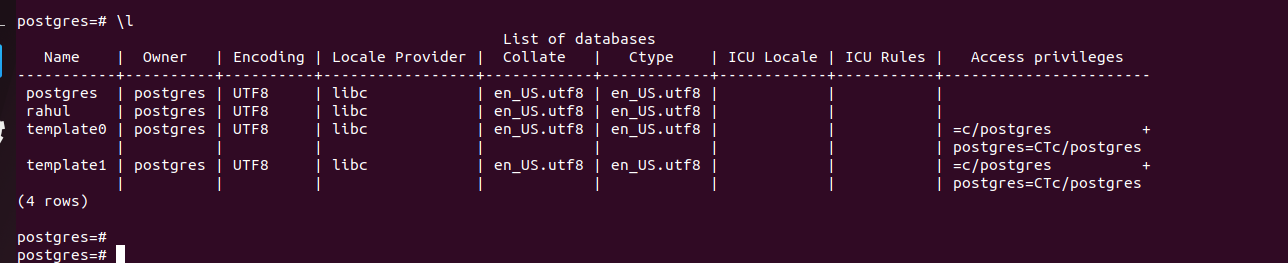 postgres=# \l
List of databases
Name | Owner | Encoding | Locale Provider | Collate | Ctype | ICU Locale | ICU Rules | Access privileges
-----------+----------+----------+-----------------+------------+------------+------------+-----------+-----------------------
postgres | postgres | UTF8 | libc | en_US.utf8 | en_US.utf8 | | |
rahul | postgres | UTF8 | libc | en_US.utf8 | en_US.utf8 | | |
template0 | postgres | UTF8 | libc | en_US.utf8 | en_US.utf8 | | | =c/postgres +
| | | | | | | | postgres=CTc/postgres
template1 | postgres | UTF8 | libc | en_US.utf8 | en_US.utf8 | | | =c/postgres +
| | | | | | | | postgres=CTc/postgres
(4 rows)
postgres=#
postgres=#